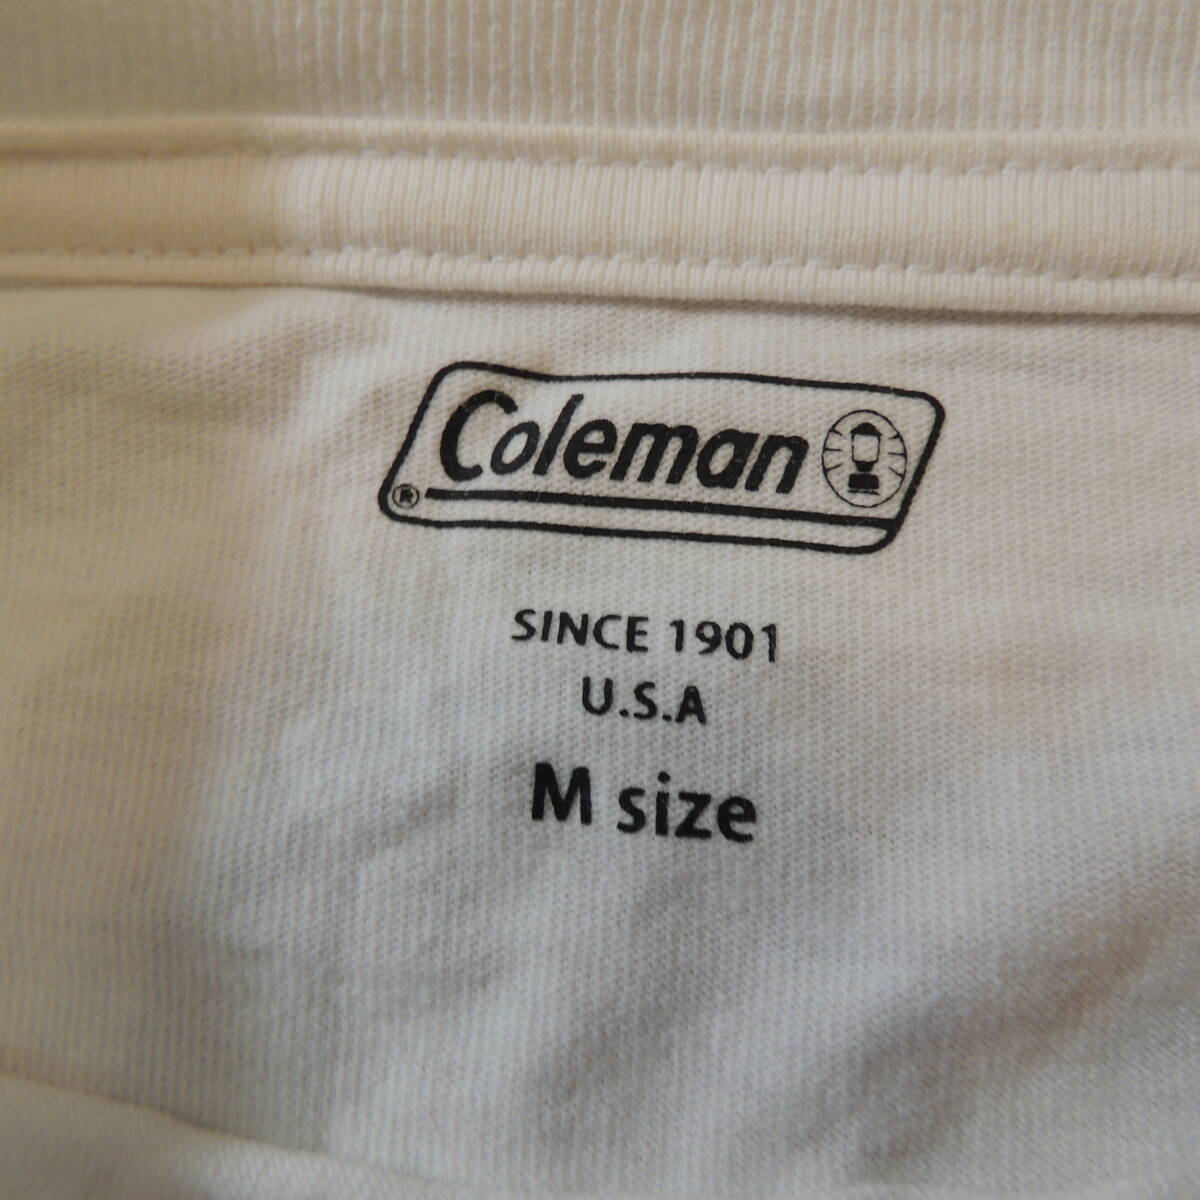 Coleman
®
SINCE 1901
U.S.A
M size